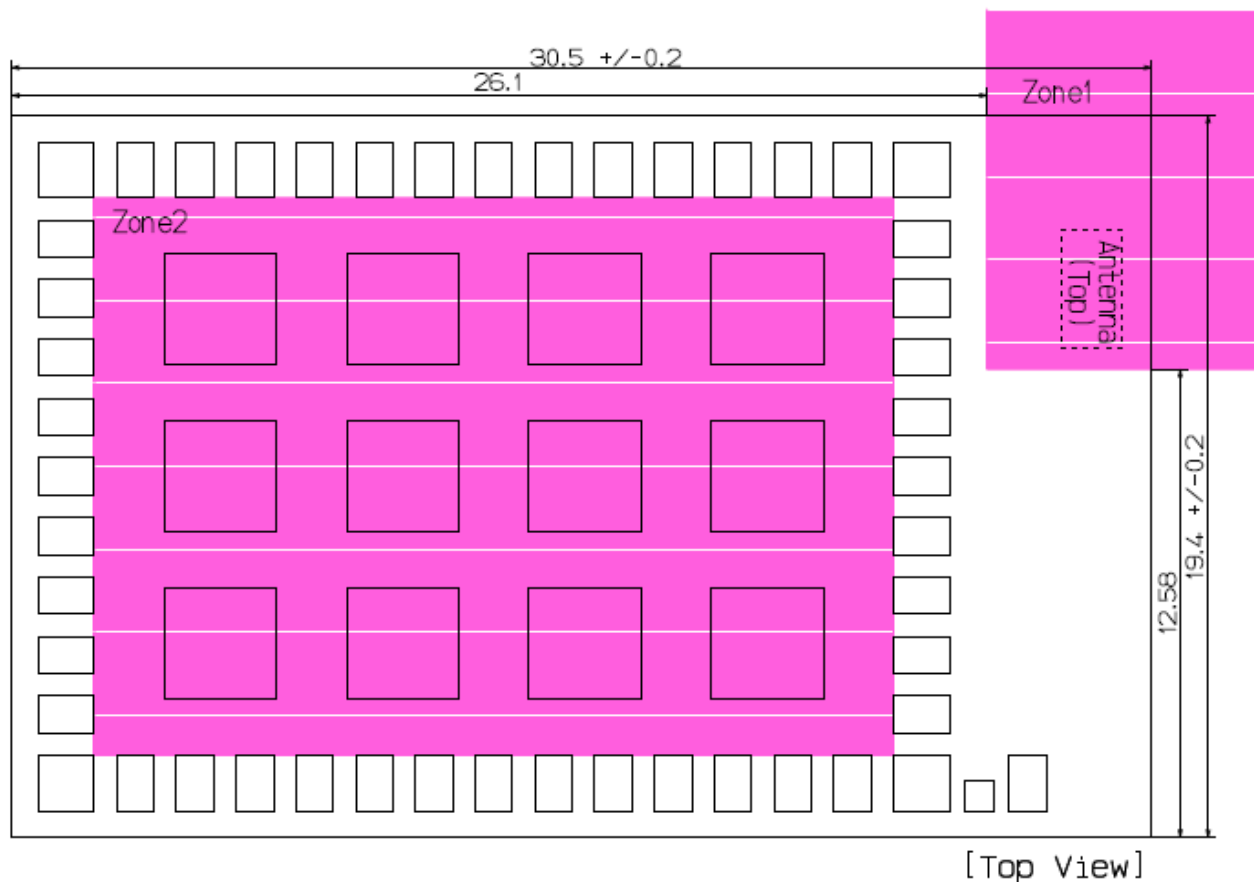 30.5 +/-0.2
26.1
Zone1
Zone2
Antenna
(Top)
19.4 +/-0.2
12.58
[Top View]